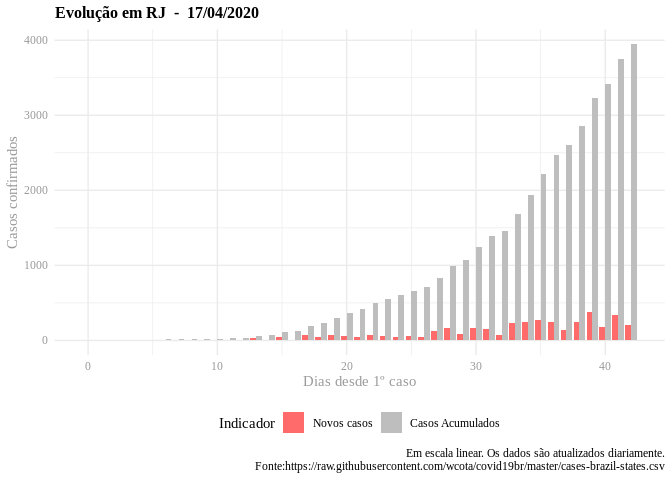 Evolução em RJ - 17/04/2020
Casos confirmados
4000
3000
2000
1000
0
0 10 20 30 40
Dias desde 1º caso
Indicador Novos casos Casos Acumulados
Em escala linear. Os dados são atualizados diariamente.
Fonte:https://raw.githubusercontent.com/wcota/covid19br/master/cases-brazil-states.csv